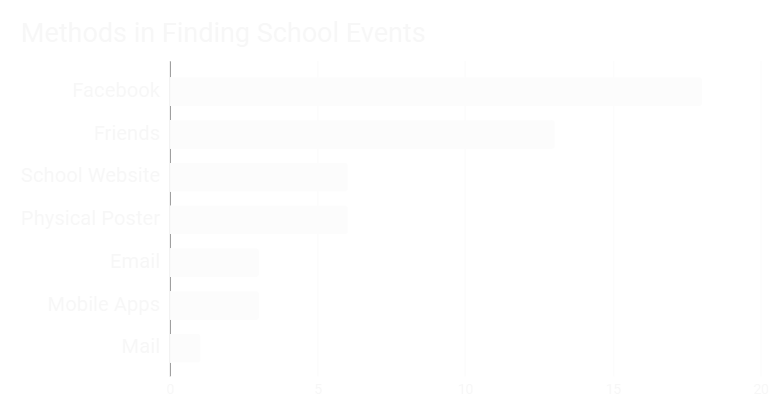 Methods in Finding School Events
Facebook
Friends
School Website
Physical Poster
Email
Mobile Apps
Mail
0 5 10 15 20